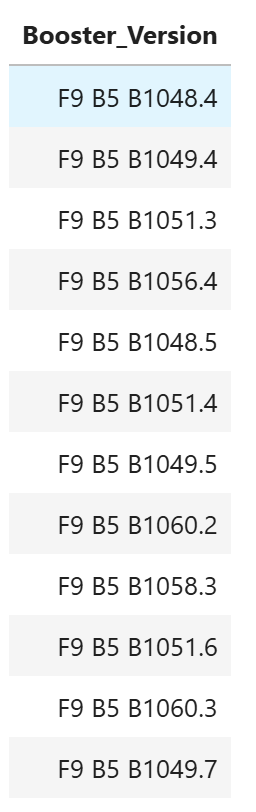 Booster_Version
F9 B5 B1048.4
F9 B5 B1049.4
F9 B5 B1051.3
F9 B5 B1056.4
F9 B5 B1048.5
F9 B5 B1051.4
F9 B5 B1049.5
F9 B5 B1060.2
F9 B5 B1058.3
F9 B5 B1051.6
F9 B5 B1060.3
F9 B5 B1049.7